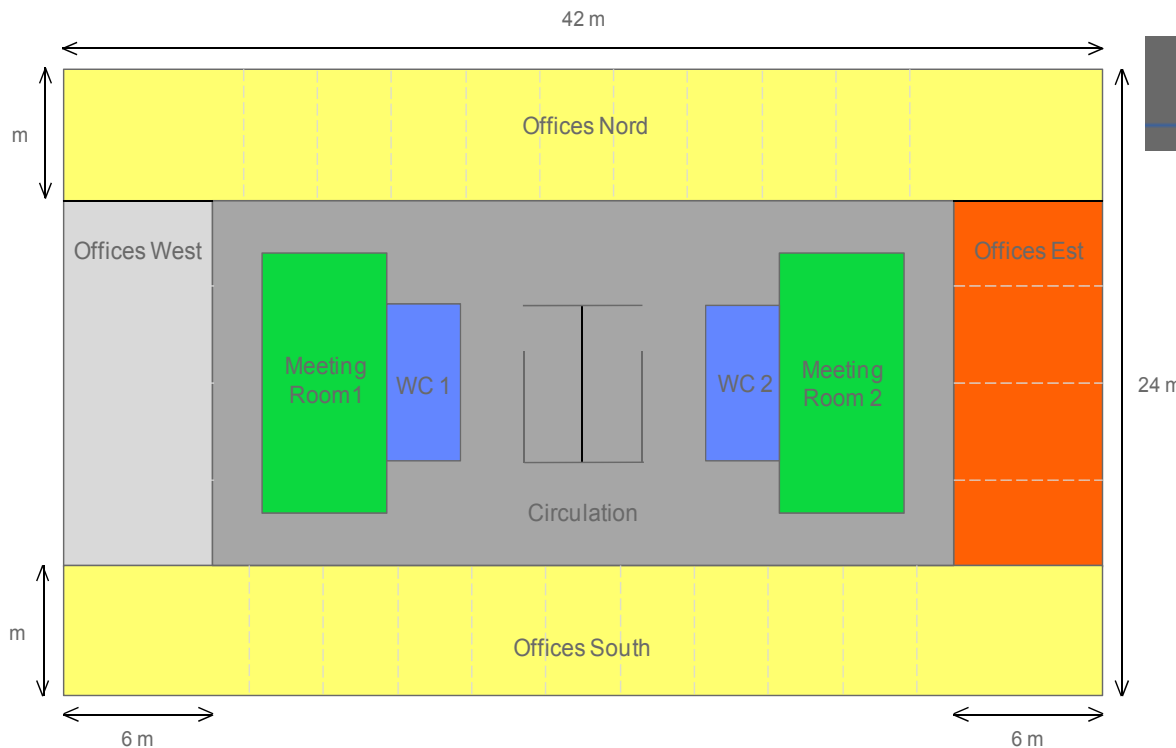 42 m
m
Offices Nord
Offices West
Offices Est
Meeting
Room1
WC 1
WC 2
Meeting
Room 2
24 m
Circulation
m
Offices South
6 m
6 m